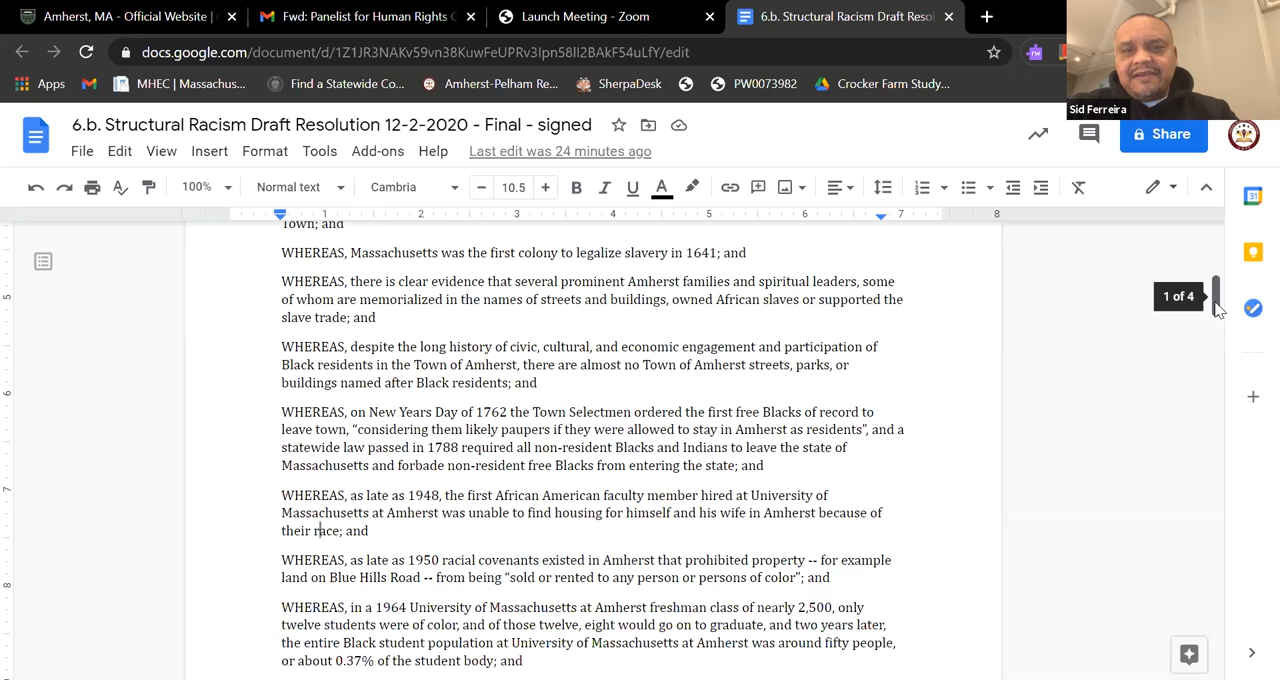 Amherst, MA - Official Website |
Fwd: Panelist for Human Rights C
Launch Meeting - Zoom
6.b. Structural Racism Draft Resol
docs.google.com/document/d/1Z1JR3NAKv59vn38KuwFeUPRv3Ipn58Il2BAkF54uLfY/edit
Apps
MHEC | Massachus...
Find a Statewide Co...
Amherst-Pelham Re...
SherpaDesk
PW0073982
Crocker Farm Study...
Sid Ferreira
6.b. Structural Racism Draft Resolution 12-2-2020 - Final - signed
Share
File Edit View Insert Format Tools Add-ons Help Last edit was 24 minutes ago
100% Normal text Cambria 10.5 B I U A
1 2 3 4 5 6 7 8
Town; and
WHEREAS, Massachusetts was the first colony to legalize slavery in 1641; and
WHEREAS, there is clear evidence that several prominent Amherst families and spiritual leaders, some
of whom are memorialized in the names of streets and buildings, owned African slaves or supported the
slave trade; and
1 of 4
WHEREAS, despite the long history of civic, cultural, and economic engagement and participation of
Black residents in the Town of Amherst, there are almost no Town of Amherst streets, parks, or
buildings named after Black residents; and
WHEREAS, on New Years Day of 1762 the Town Selectmen ordered the first free Blacks of record to
leave town, “considering them likely paupers if they were allowed to stay in Amherst as residents”, and a
statewide law passed in 1788 required all non-resident Blacks and Indians to leave the state of
Massachusetts and forbade non-resident free Blacks from entering the state; and
WHEREAS, as late as 1948, the first African American faculty member hired at University of
Massachusetts at Amherst was unable to find housing for himself and his wife in Amherst because of
their race; and
WHEREAS, as late as 1950 racial covenants existed in Amherst that prohibited property -- for example
land on Blue Hills Road -- from being “sold or rented to any person or persons of color”; and
WHEREAS, in a 1964 University of Massachusetts at Amherst freshman class of nearly 2,500, only
twelve students were of color, and of those twelve, eight would go on to graduate, and two years later,
the entire Black student population at University of Massachusetts at Amherst was around fifty people,
or about 0.37% of the student body; and